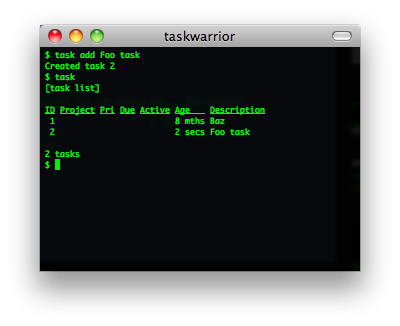 taskwarrior
$ task add Foo task
Created task 2
$ task
[task list]
ID Project Pri Due Active Age Description
1 8 mths Baz
2 2 secs Foo task
2 tasks
$